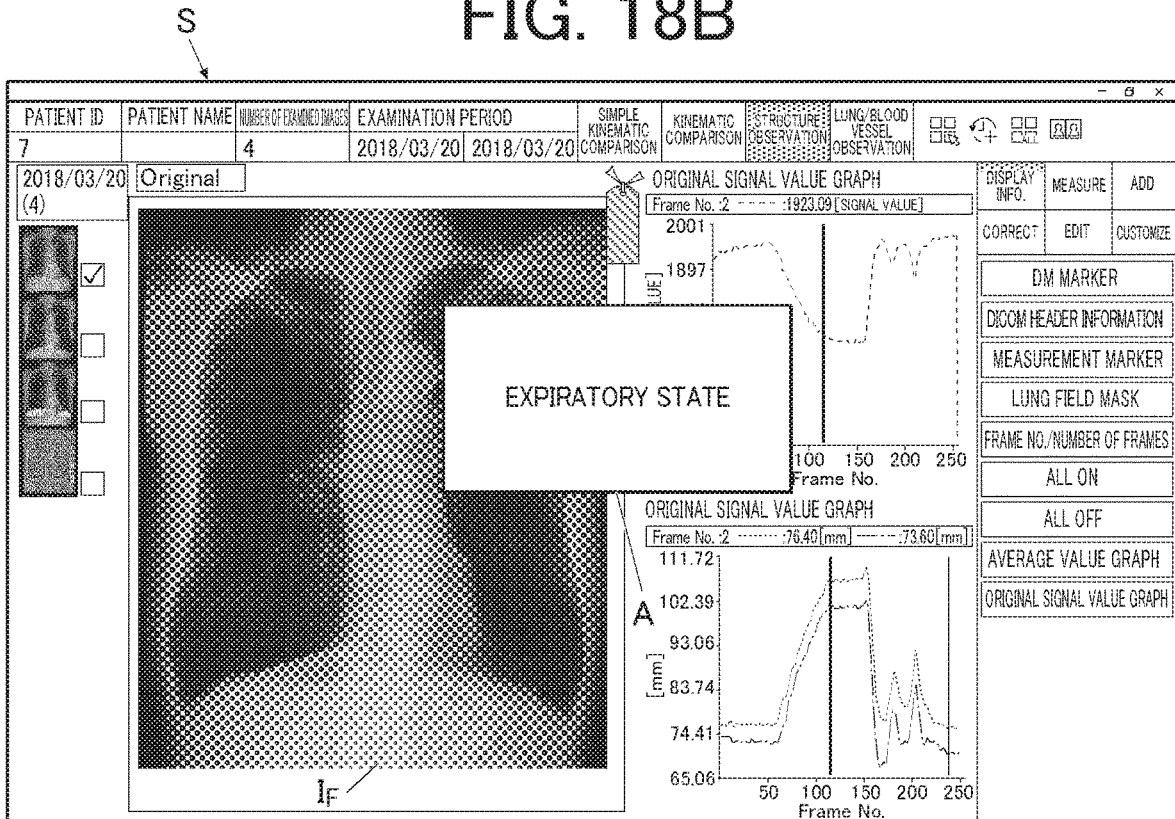 FIG. 18B
S
PATIENT ID
7
PATIENT NAME
NUMBER OF EXAMINED IMAGES
4
EXAMINATION PERIOD
2018/03/20 2018/03/20
SIMPLE
KINEMATIC
COMPARISON
KINEMATIC
COMPARISON
STRUCTURE
OBSERVATION
LUNG/BLOOD
VESSEL
OBSERVATION
2018/03/20
(4)
Original
ORIGINAL SIGNAL VALUE GRAPH
Frame No. :2 :1923.09 [SIGNAL VALUE]
2001
1897
100 150 200 250
Frame No.
EXPIRATORY STATE
A
ORIGINAL SIGNAL VALUE GRAPH
Frame No. :2 :76.40[mm] :73.60[mm]
111.72
102.39
93.06
83.74
74.41
65.06
[mm]
50 100 150 200 250
Frame No.
IF
DISPLAY
INFO.
MEASURE
ADD
CORRECT
EDIT
CUSTOMIZE
DM MARKER
DICOM HEADER INFORMATION
MEASUREMENT MARKER
LUNG FIELD MASK
FRAME NO./NUMBER OF FRAMES
ALL ON
ALL OFF
AVERAGE VALUE GRAPH
ORIGINAL SIGNAL VALUE GRAPH